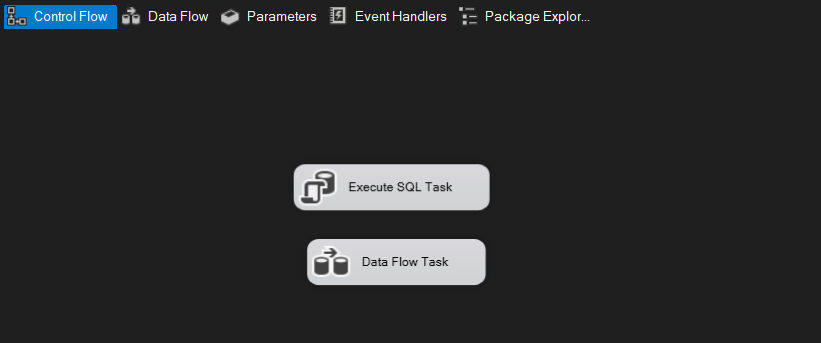 Control Flow Data Flow Parameters Event Handlers Package Explor...
Execute SQL Task
Data Flow Task